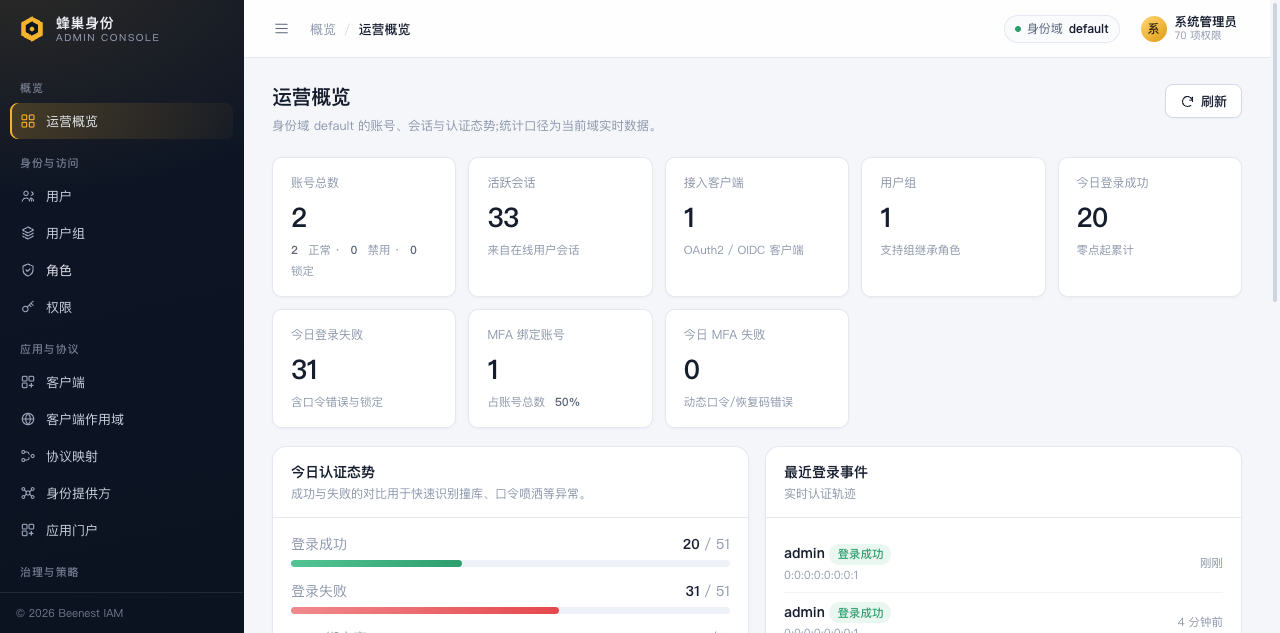 蜂巢身份
ADMIN CONSOLE
概览
运营概览
身份与访问
用户
用户组
角色
权限
应用与协议
客户端
客户端作用域
协议映射
身份提供方
应用门户
治理与策略
© 2026 Beenest IAM
概览 / 运营概览
身份域 default
系 系统管理员
70 项权限
运营概览
身份域 default 的账号、会话与认证态势;统计口径为当前域实时数据。
刷新
账号总数
2
2 正常 · 0 禁用 · 0
锁定
活跃会话
33
来自在线用户会话
接入客户端
1
OAuth2 / OIDC 客户端
用户组
1
支持组继承角色
今日登录成功
20
零点起累计
今日登录失败
31
含口令错误与锁定
MFA 绑定账号
1
占账号总数 50%
今日 MFA 失败
0
动态口令/恢复码错误
今日认证态势
成功与失败的对比用于快速识别撞库、口令喷洒等异常。
登录成功 20 / 51
登录失败 31 / 51
最近登录事件
实时认证轨迹
admin 登录成功
0:0:0:0:0:0:0:1
刚刚
admin 登录成功
0:0:0:0:0:0:0:1
4 分钟前